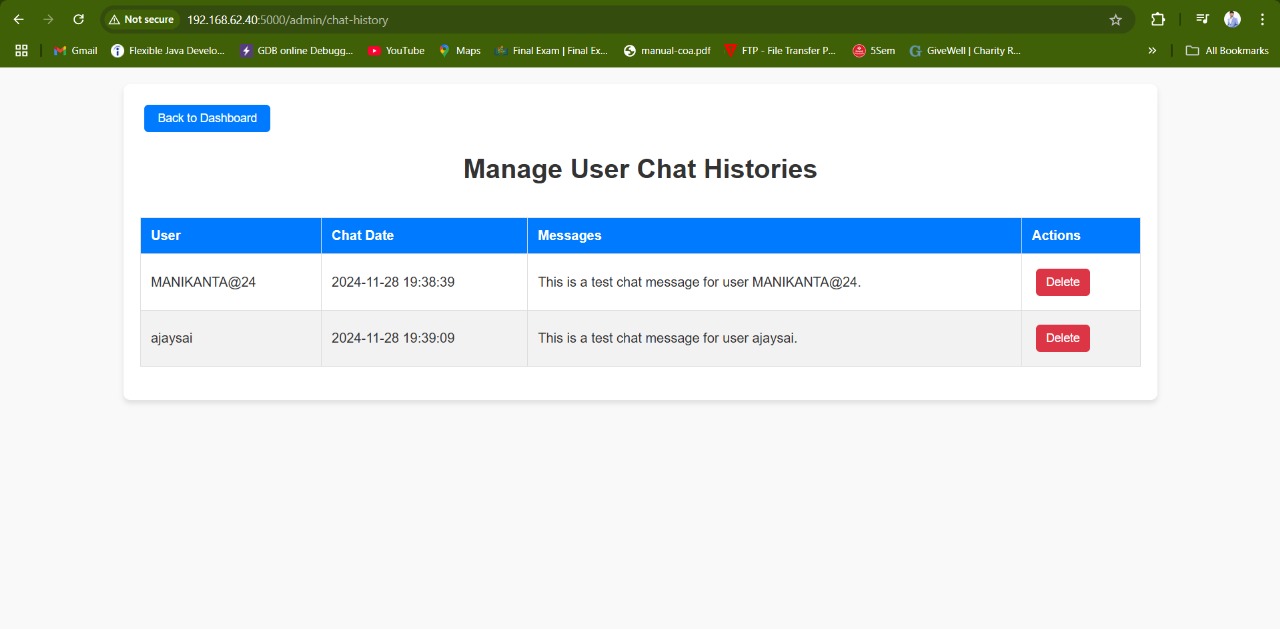 Not secure 192.168.62.40:5000/admin/chat-history
Gmail Flexible Java Develo... GDB online Debugg... YouTube Maps Final Exam | Final Ex... manual-coa.pdf FTP - File Transfer P... 5Sem GiveWell | Charity R... » All Bookmarks
Back to Dashboard
Manage User Chat Histories
User Chat Date Messages Actions
MANIKANTA@24 2024-11-28 19:38:39 This is a test chat message for user MANIKANTA@24. Delete
ajaysai 2024-11-28 19:39:09 This is a test chat message for user ajaysai. Delete